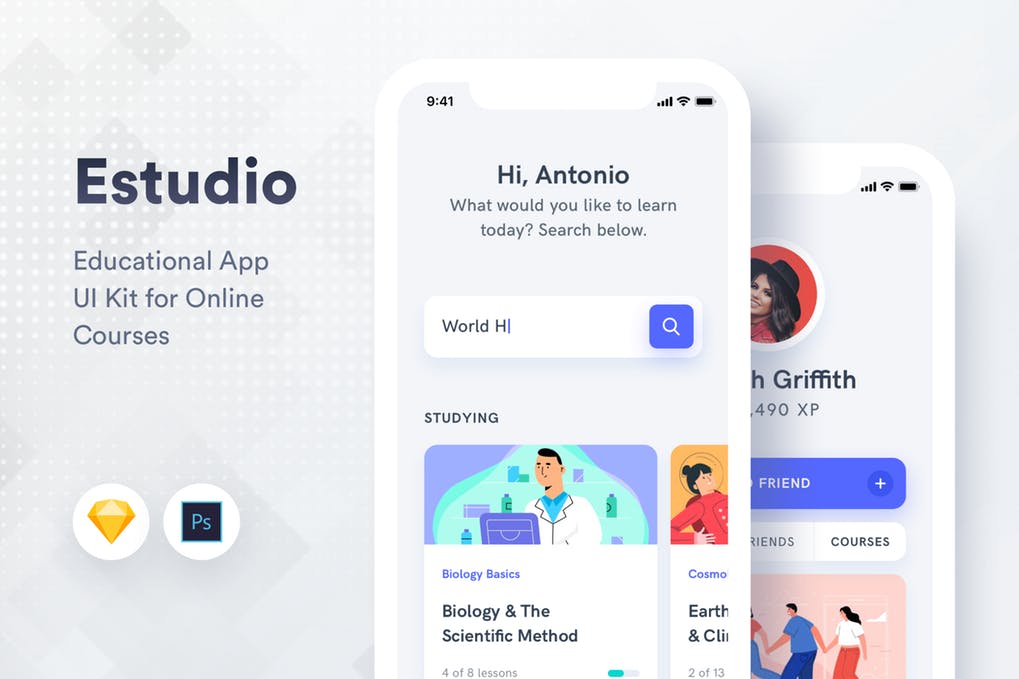 Estudio
Educational App
UI Kit for Online
Courses
Ps
9:41
Hi, Antonio
What would you like to learn
today? Search below.
World H
STUDYING
Biology Basics
Biology & The
Scientific Method
4 of 8 lessons
Cosmo
Earth
& Cli
2 of 13
h Griffith
,490 XP
FRIEND
RIENDS
COURSES